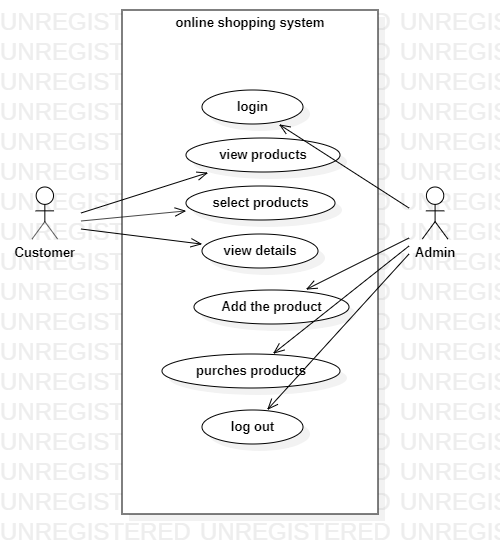 online shopping system
login
view products
select products
view details
Customer
Admin
Add the product
purches products
log out
UNREGISTERED UNREGISTERED